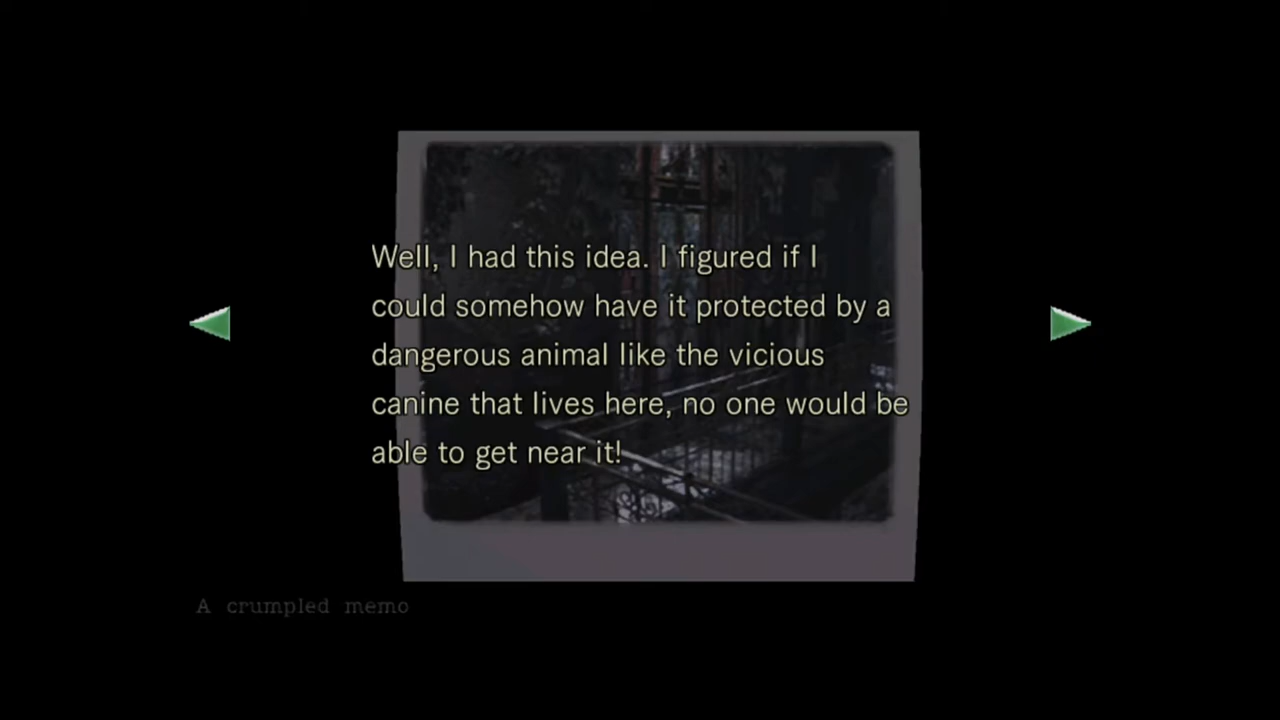 Well, I had this idea. I figured if I
could somehow have it protected by a
dangerous animal like the vicious
canine that lives here, no one would be
able to get near it!
A crumpled memo